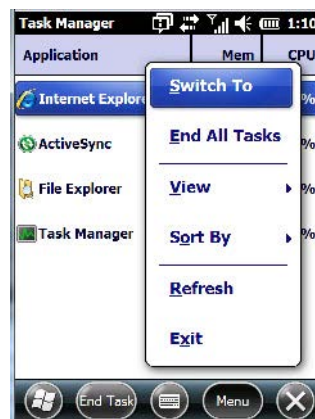 Task Manager 1:10
Application Mem CPU
Internet Explore %
Switch To
ActiveSync %
End All Tasks
File Explorer %
View
Task Manager %
Sort By
Refresh
Exit
End Task Menu